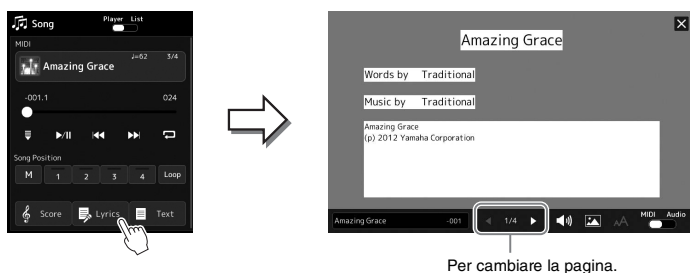 Song
Player List
MIDI
Amazing Grace
♩=62 3/4
-001.1 024
Song Position
M 1 2 3 4 Loop
Score Lyrics Text
Amazing Grace
Words by Traditional
Music by Traditional
Amazing Grace
(p) 2012 Yamaha Corporation
Amazing Grace -001 1/4 AA MIDI Audio
Per cambiare la pagina.